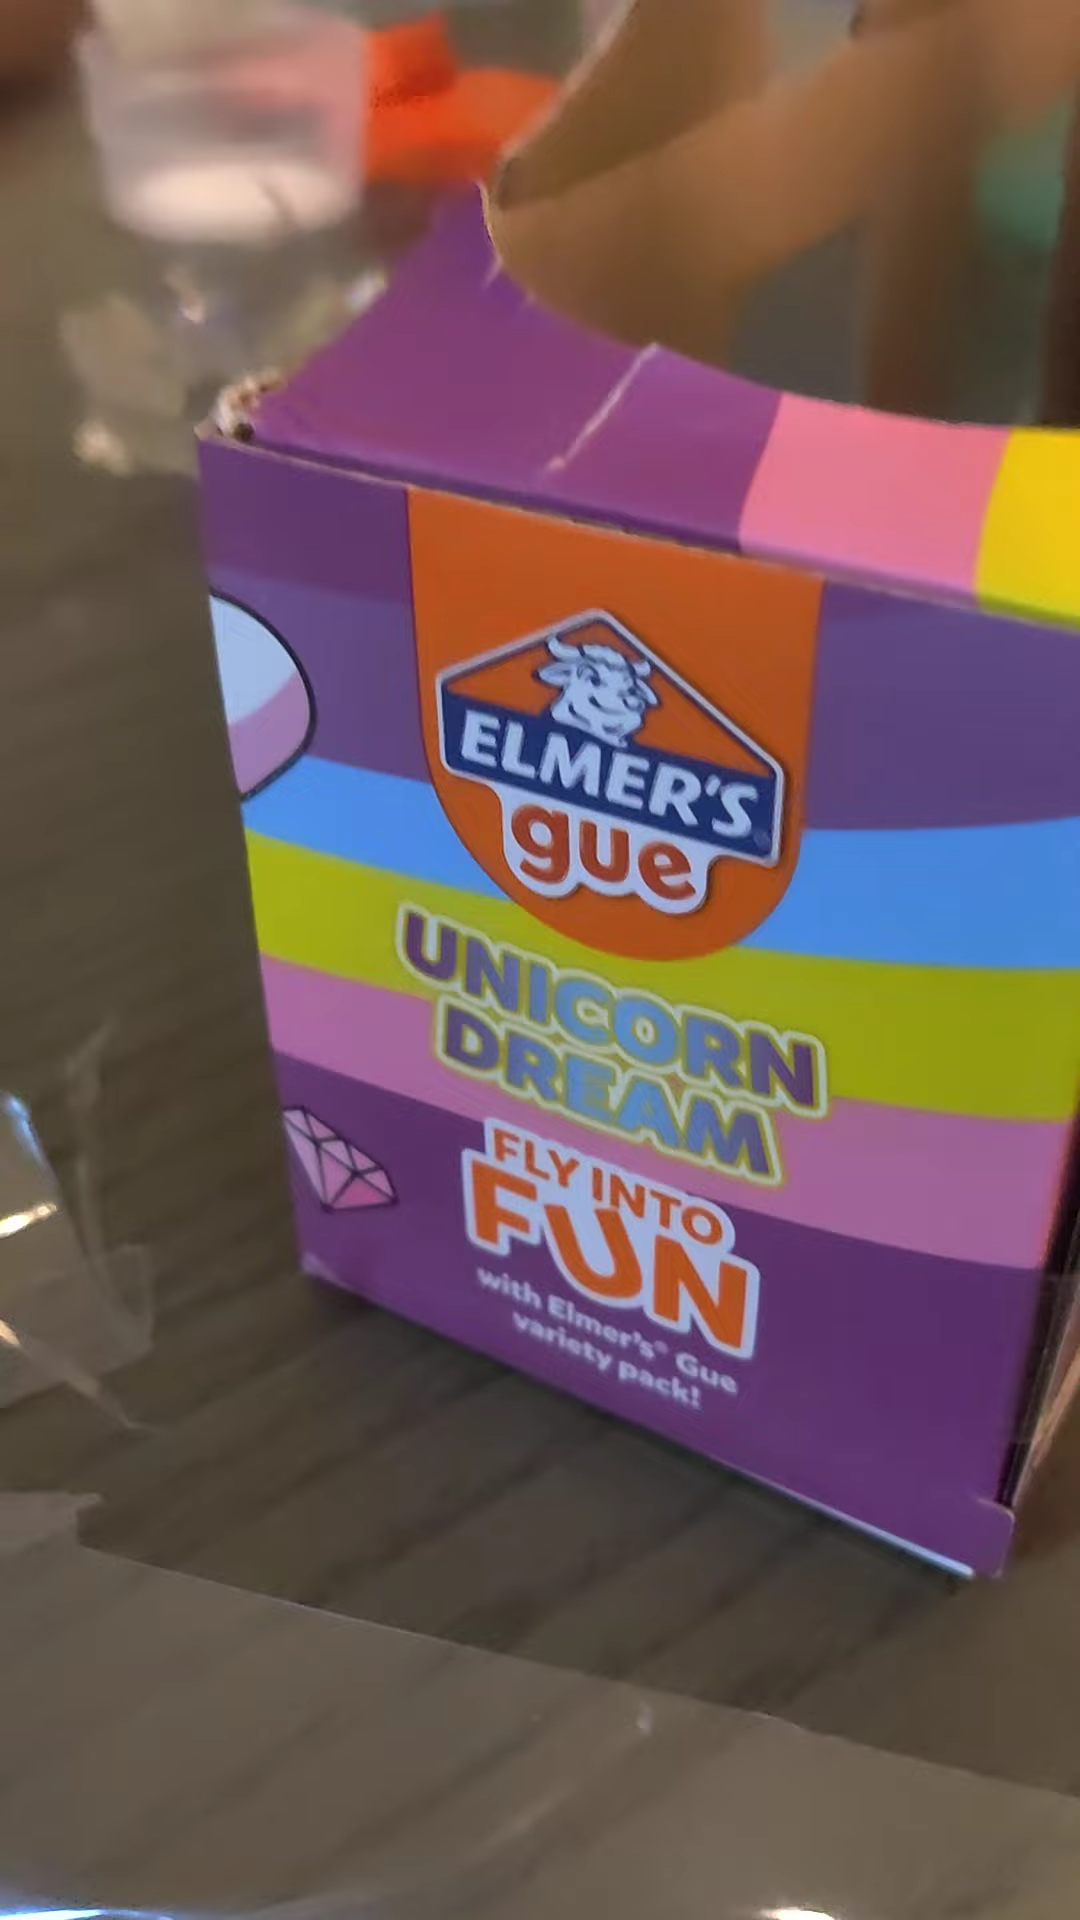 ELMER'S
gue
UNICORN
DREAM
FLY INTO
FUN
with Elmer's® Gue
variety pack!